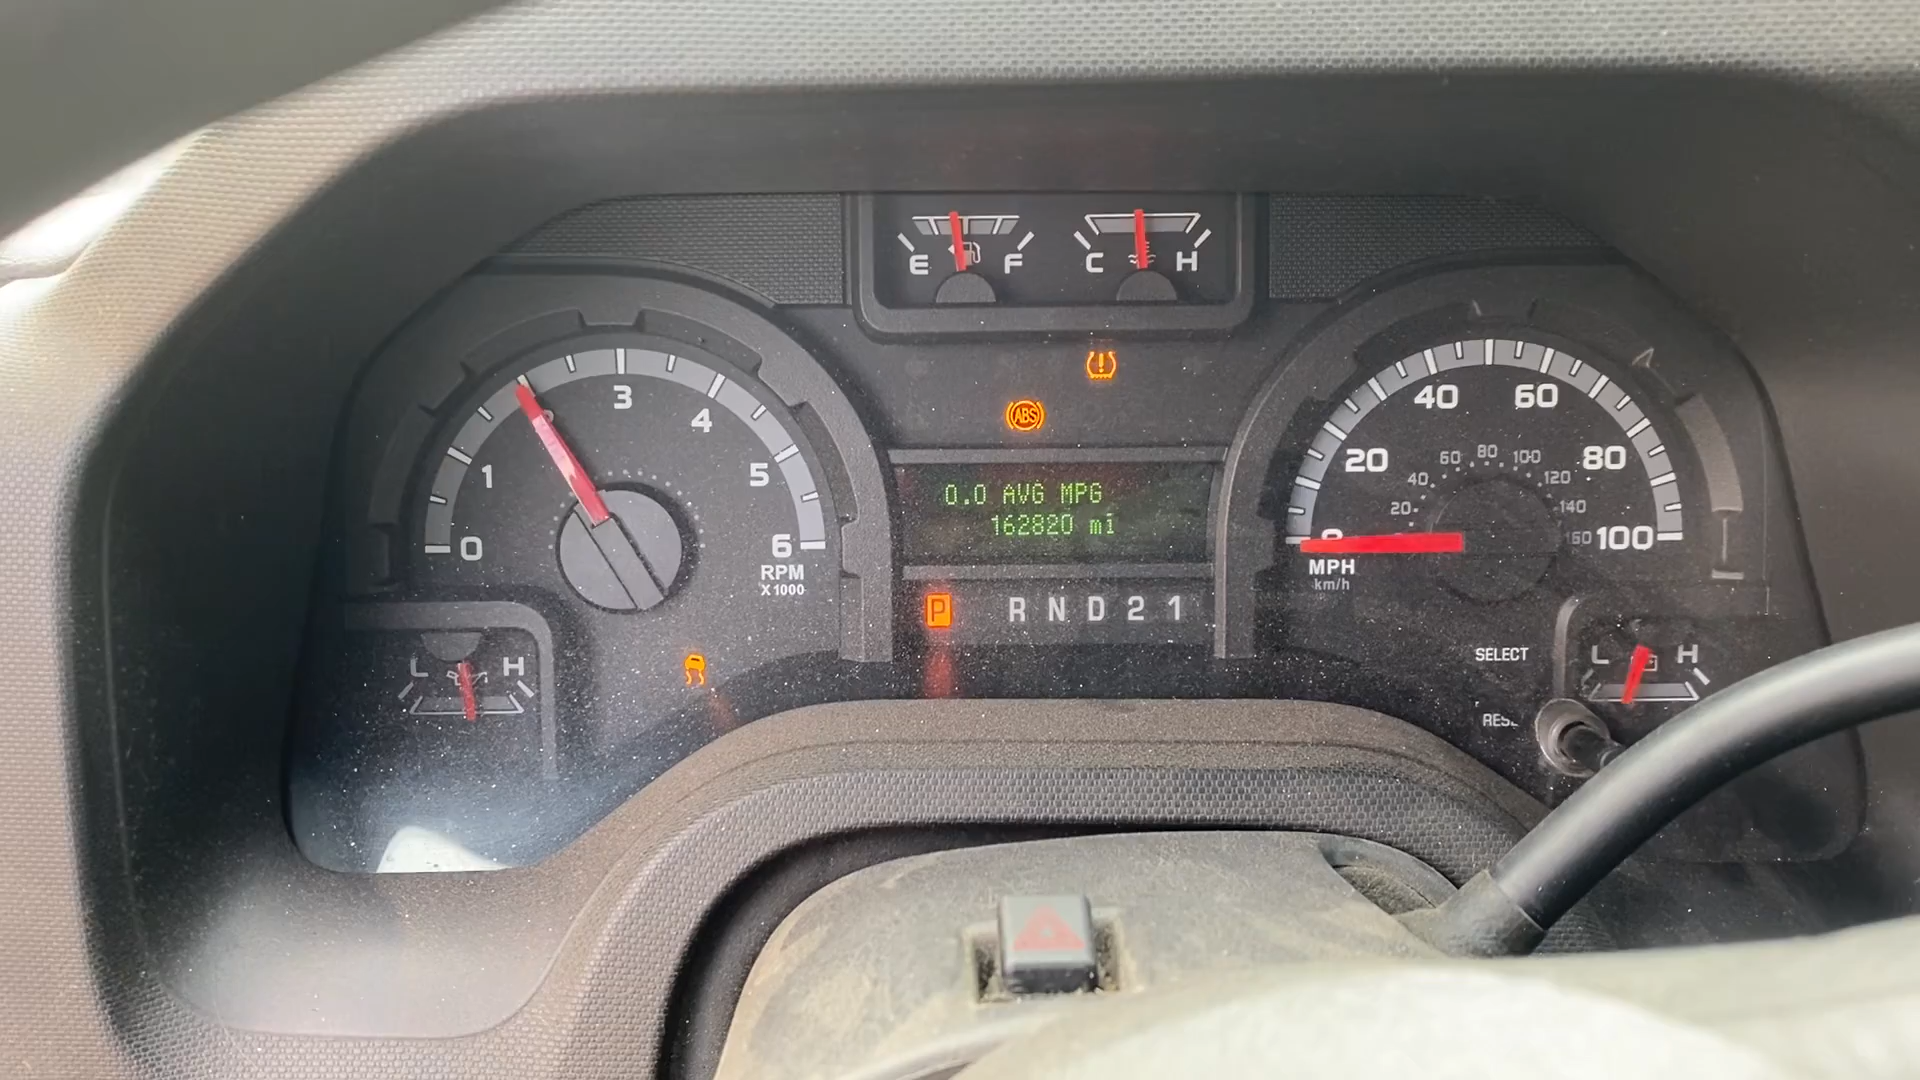 E F C H
3
4
1
5
0
6
RPM
X1000
ABS
0.0 AVG MPG
162820 mi
P R N D 2 1
40 60
20 80
100
60 80 100
40 120
20 140
160
MPH
km/h
L H
SELECT
L H